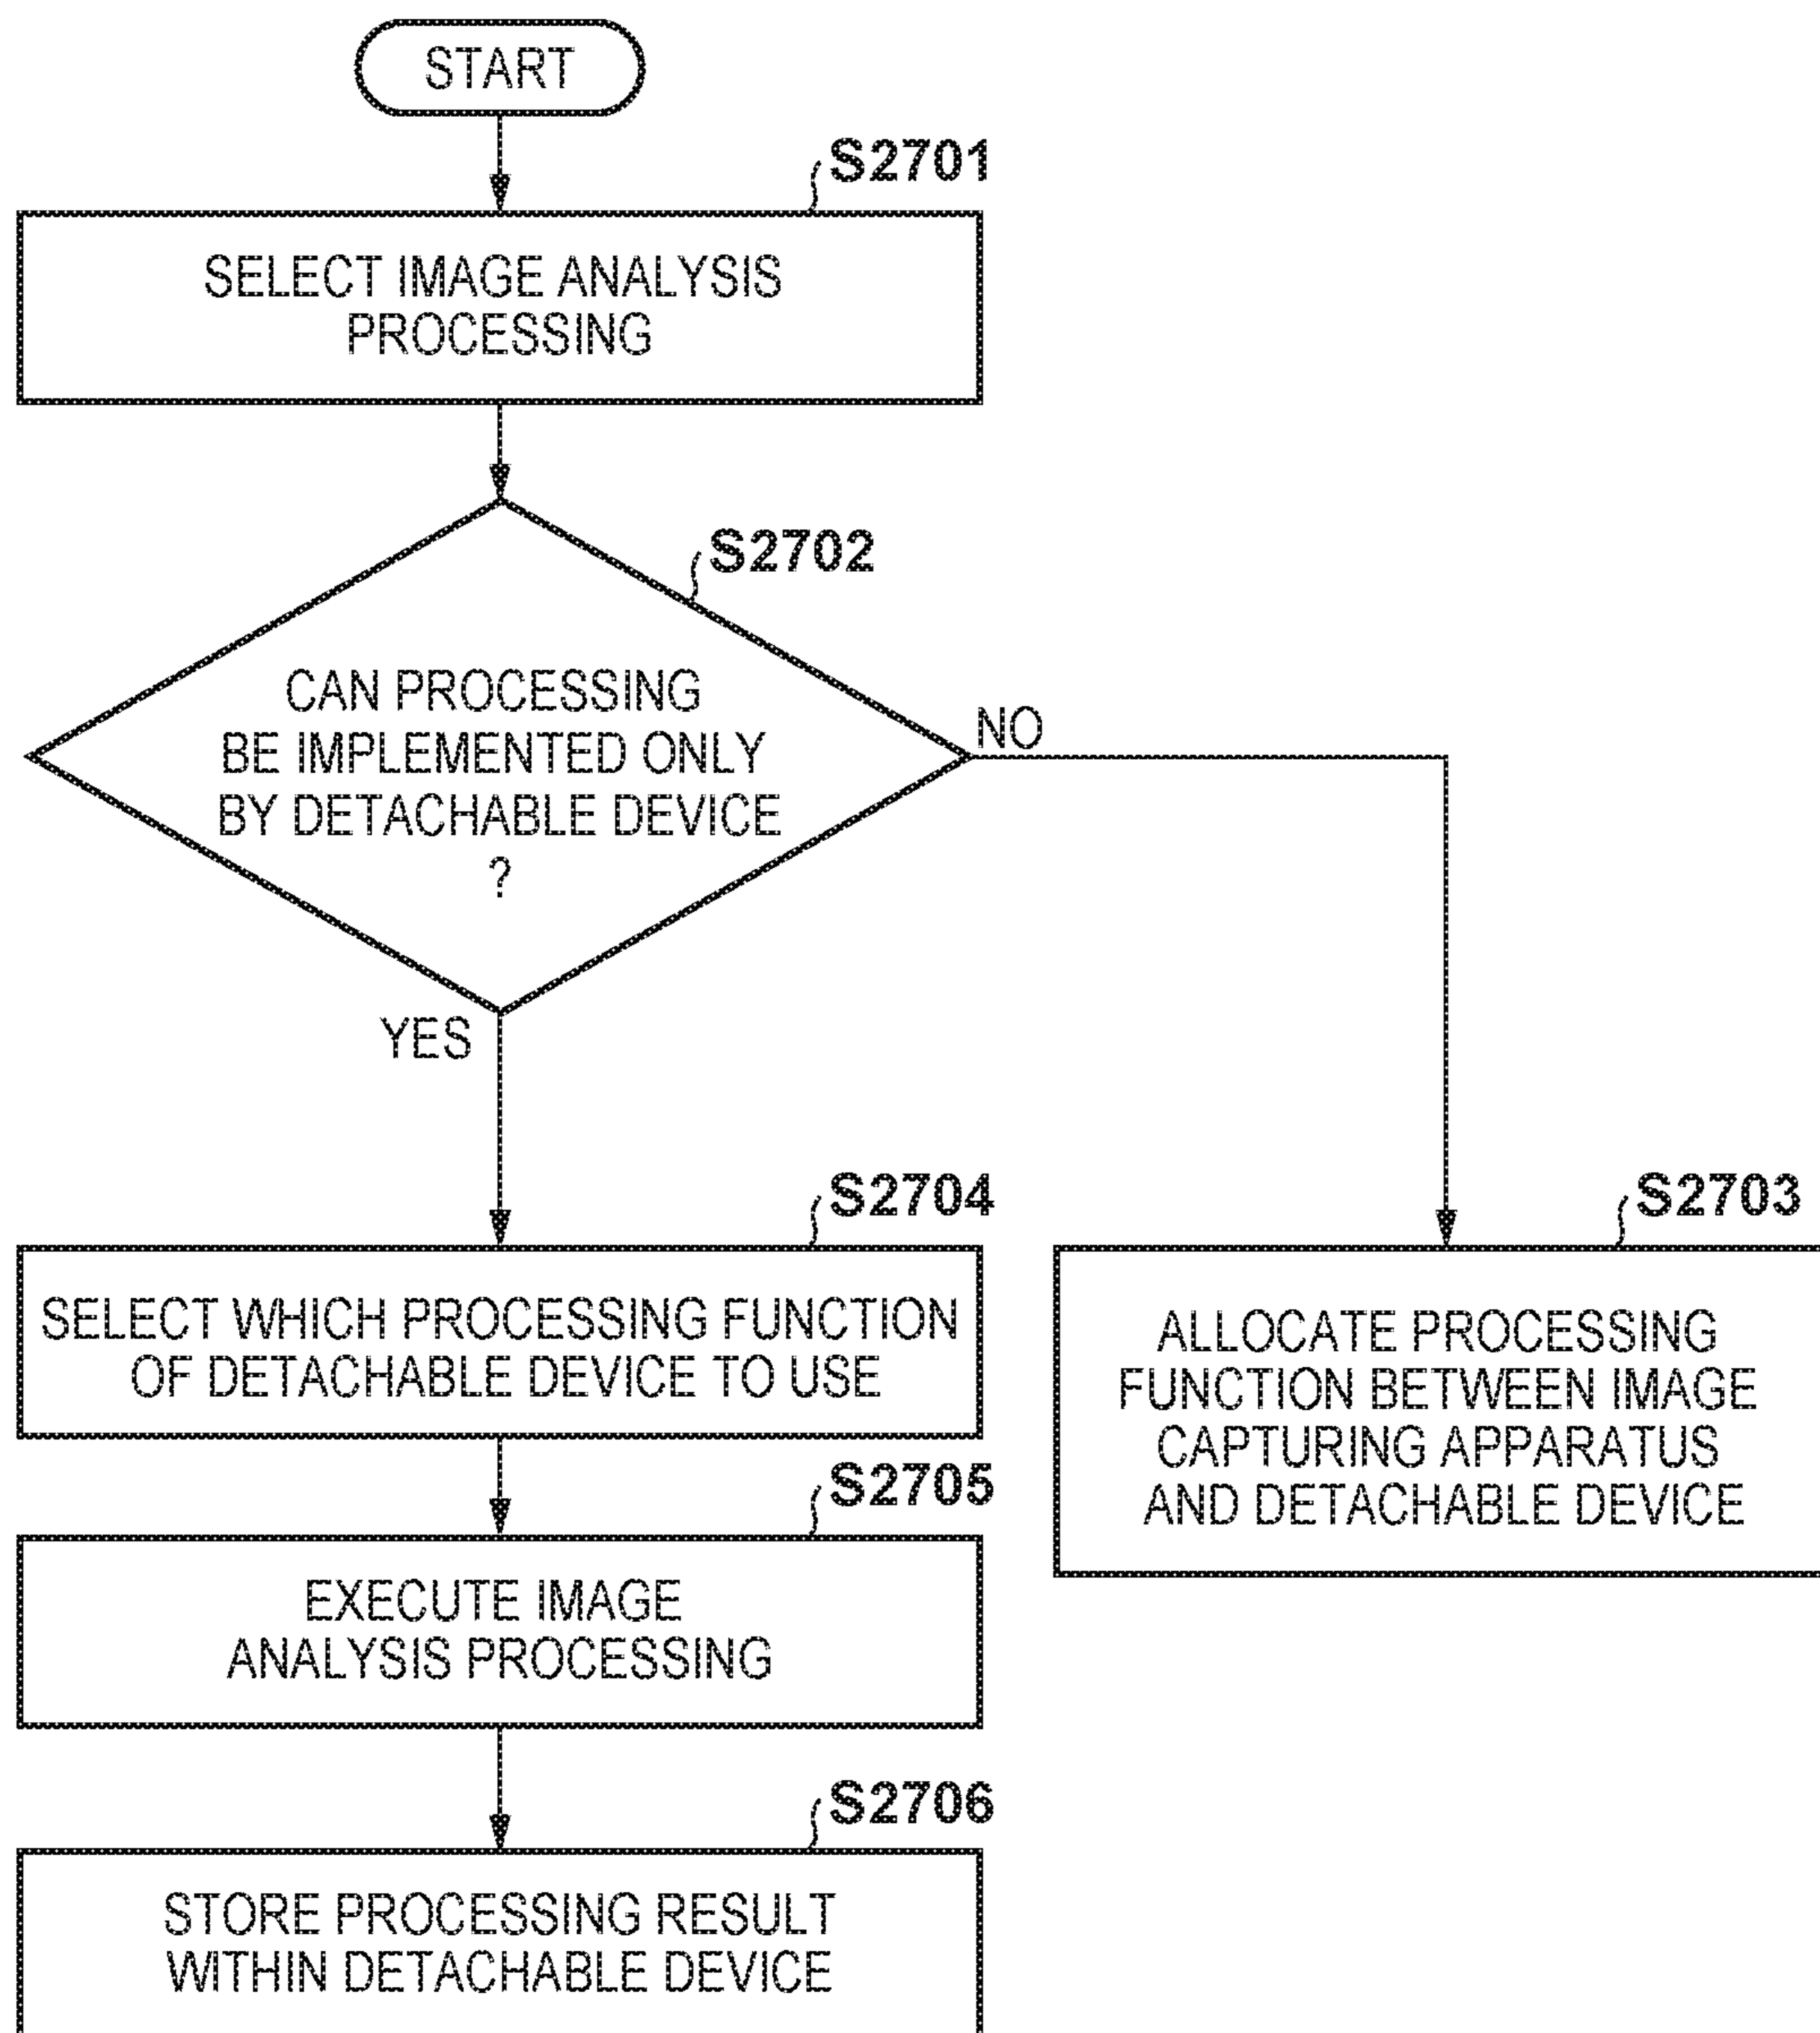 START
S2701
SELECT IMAGE ANALYSIS
PROCESSING
S2702
CAN PROCESSING
BE IMPLEMENTED ONLY
BY DETACHABLE DEVICE
?
NO
YES
S2704
SELECT WHICH PROCESSING FUNCTION
OF DETACHABLE DEVICE TO USE
S2703
ALLOCATE PROCESSING
FUNCTION BETWEEN IMAGE
CAPTURING APPARATUS
AND DETACHABLE DEVICE
S2705
EXECUTE IMAGE
ANALYSIS PROCESSING
S2706
STORE PROCESSING RESULT
WITHIN DETACHABLE DEVICE